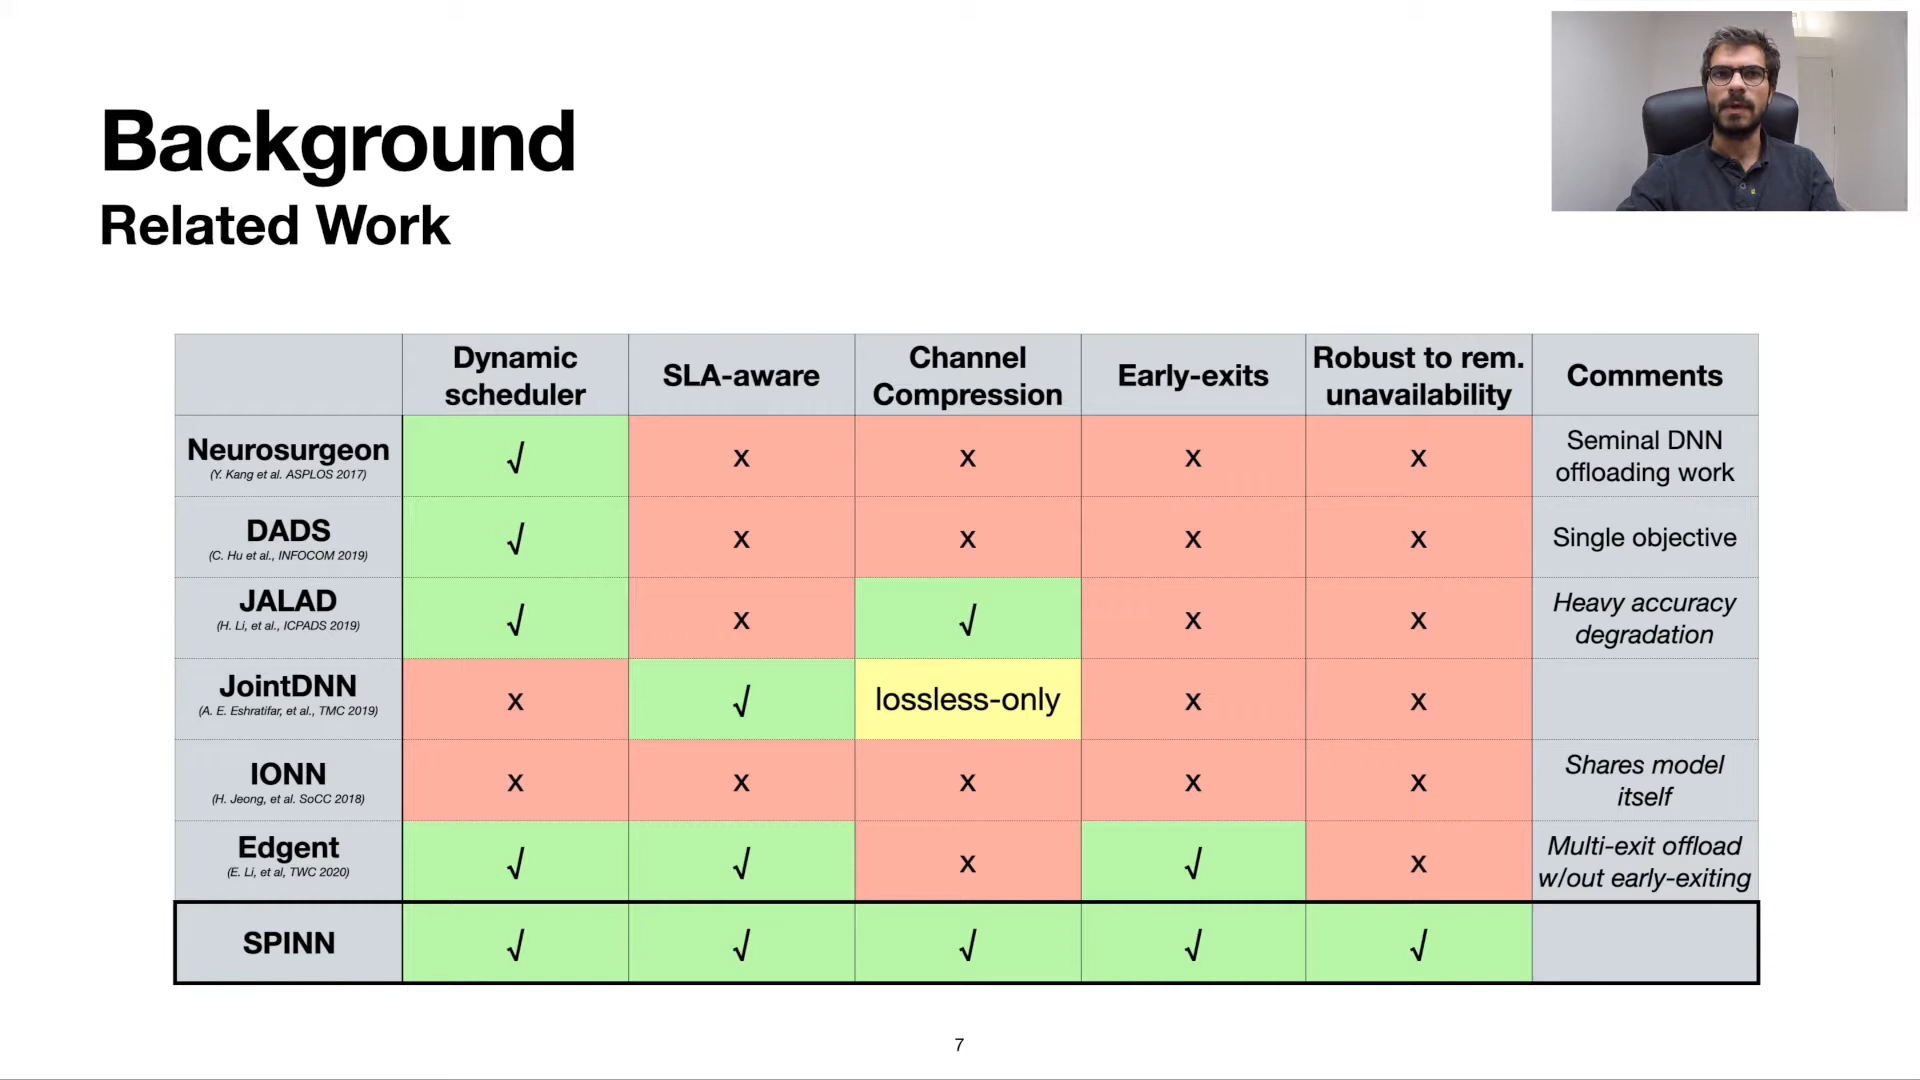 Background
Related Work
Dynamic scheduler
SLA-aware
Channel Compression
Early-exits
Robust to rem. unavailability
Comments
Neurosurgeon
(Y. Kang et al. ASPLOS 2017)
√
x
x
x
x
Seminal DNN offloading work
DADS
(C. Hu et al., INFOCOM 2019)
√
x
x
x
x
Single objective
JALAD
(H. Li, et al., ICPADS 2019)
√
x
√
x
x
Heavy accuracy degradation
JointDNN
(A. E. Eshratifar, et al., TMC 2019)
x
√
lossless-only
x
x
IONN
(H. Jeong, et al. SoCC 2018)
x
x
x
x
x
Shares model itself
Edgent
(E. Li, et al, TWC 2020)
√
√
x
√
x
Multi-exit offload w/out early-exiting
SPINN
√
√
√
√
√
7